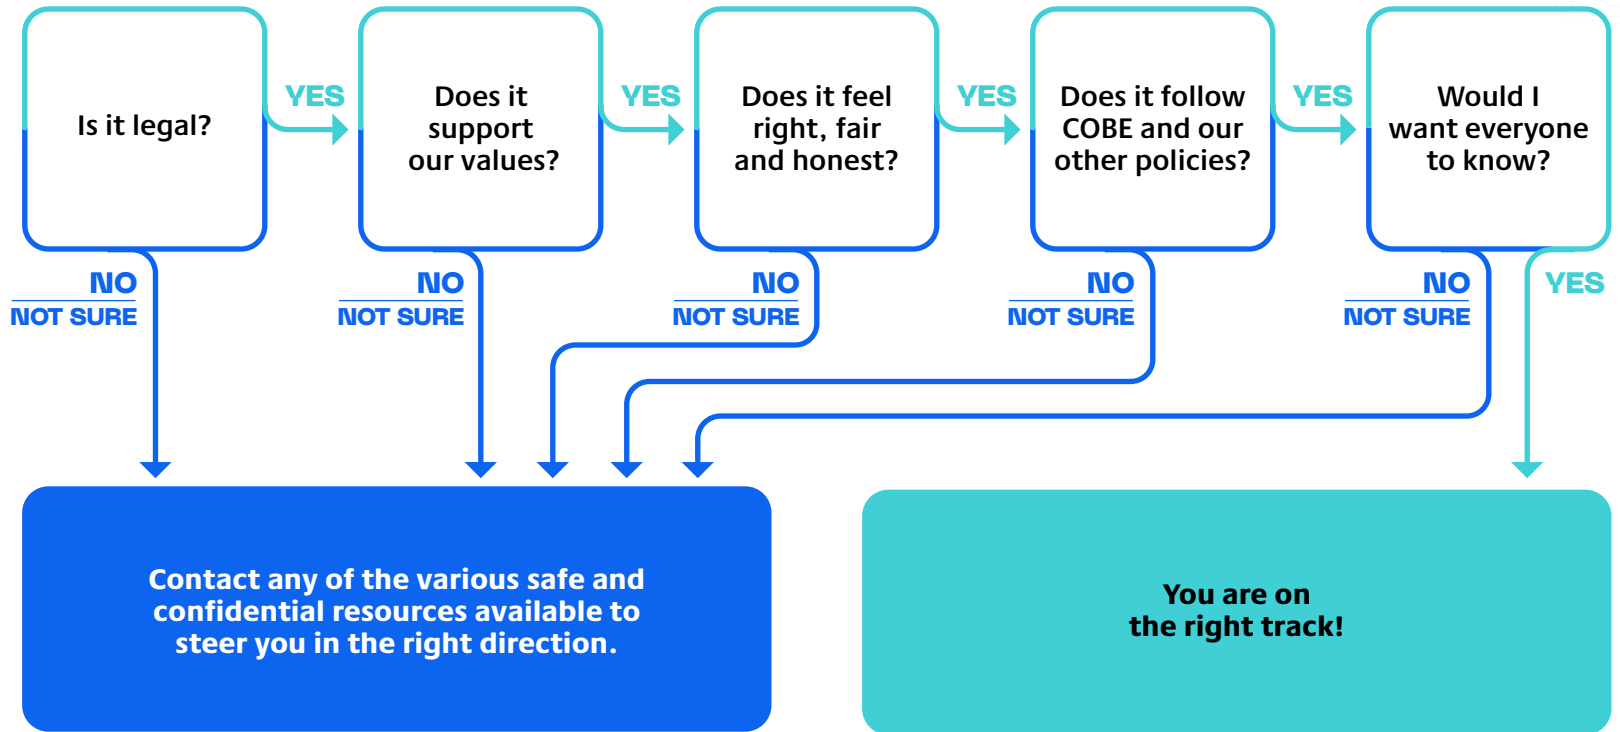 Is it legal?
YES
Does it
support
our values?
YES
Does it feel
right, fair
and honest?
YES
Does it follow
COBE and our
other policies?
YES
Would I
want everyone
to know?
NO
NOT SURE
NO
NOT SURE
NO
NOT SURE
NO
NOT SURE
NO
NOT SURE
YES
Contact any of the various safe and
confidential resources available to
steer you in the right direction.
You are on
the right track!